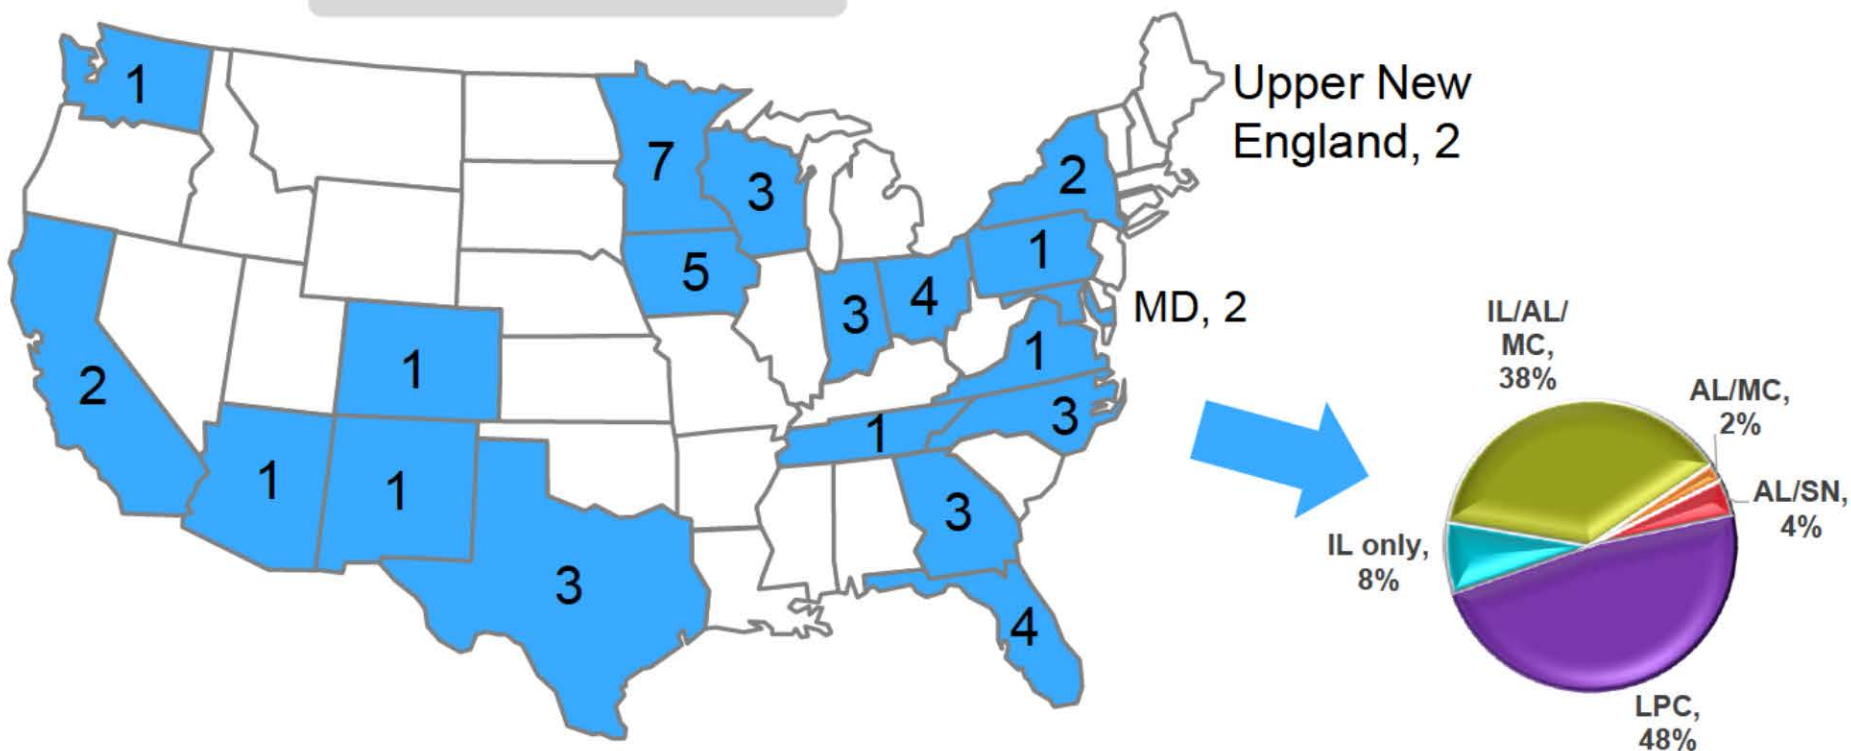 1
Upper New
England, 2
7
3
2
1
5
4
3
MD, 2
1
1
2
3
1
1
1
3
3
4
IL/AL/
MC,
38%
AL/MC,
2%
AL/SN,
4%
IL only,
8%
LPC,
48%